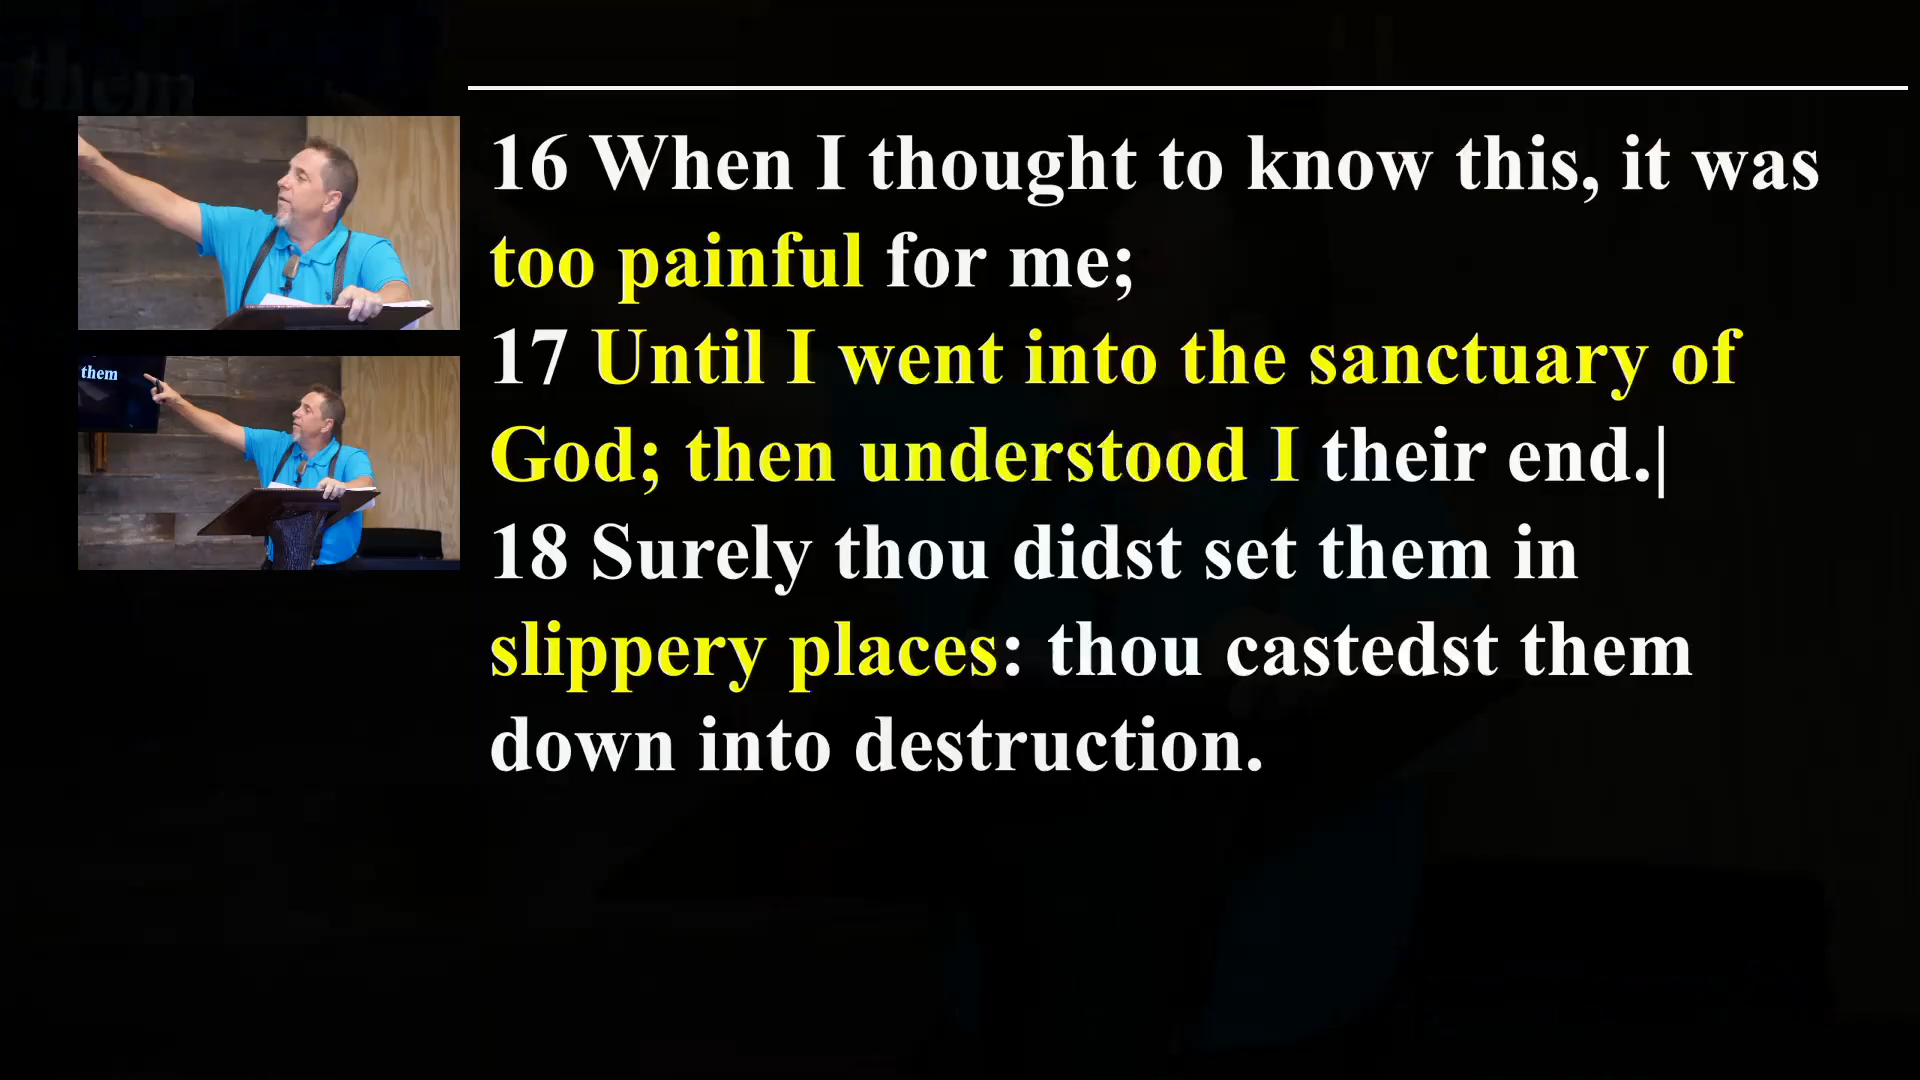 them
them
16 When I thought to know this, it was
too painful for me;
17 Until I went into the sanctuary of
God; then understood I their end.|
18 Surely thou didst set them in
slippery places: thou castedst them
down into destruction.